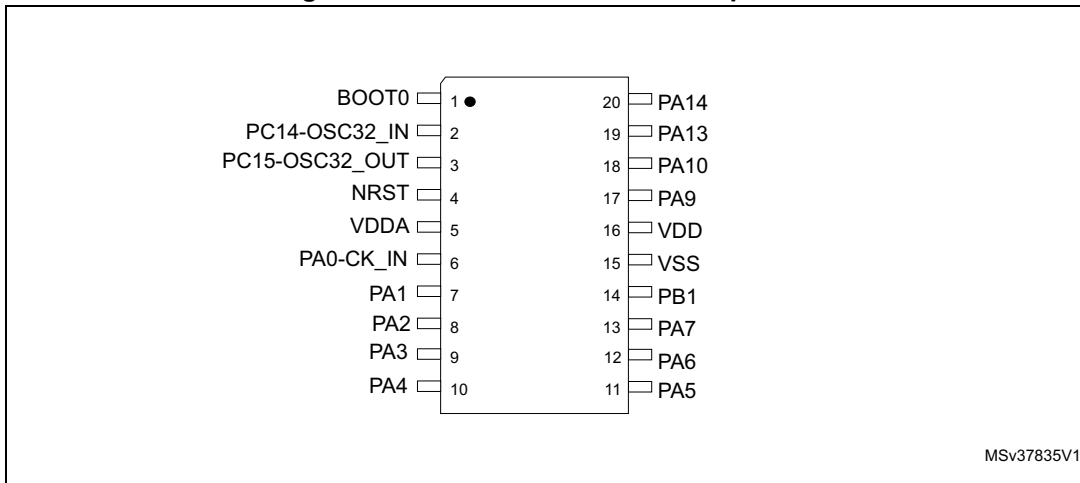 BOOT0 1 20 PA14
PC14-OSC32_IN 2 19 PA13
PC15-OSC32_OUT 3 18 PA10
NRST 4 17 PA9
VDDA 5 16 VDD
PA0-CK_IN 6 15 VSS
PA1 7 14 PB1
PA2 8 13 PA7
PA3 9 12 PA6
PA4 10 11 PA5
MSv37835V1